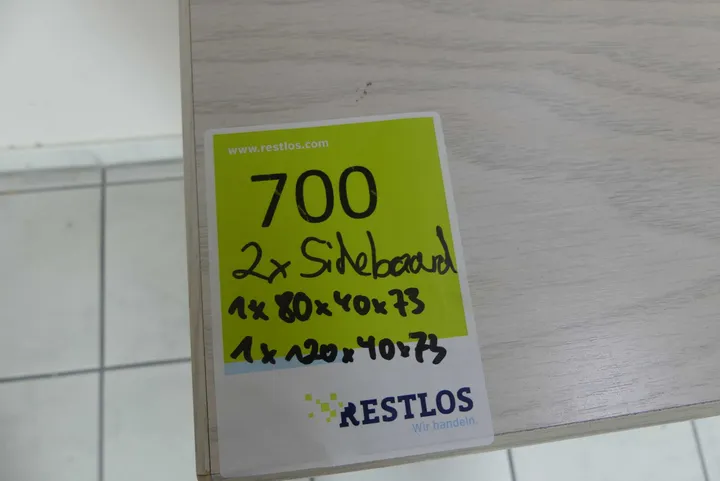 www.restlos.com
700
2x Sideboard
1x 80x40x73
1x 120x40x73
RESTLOS
Wir handeln.